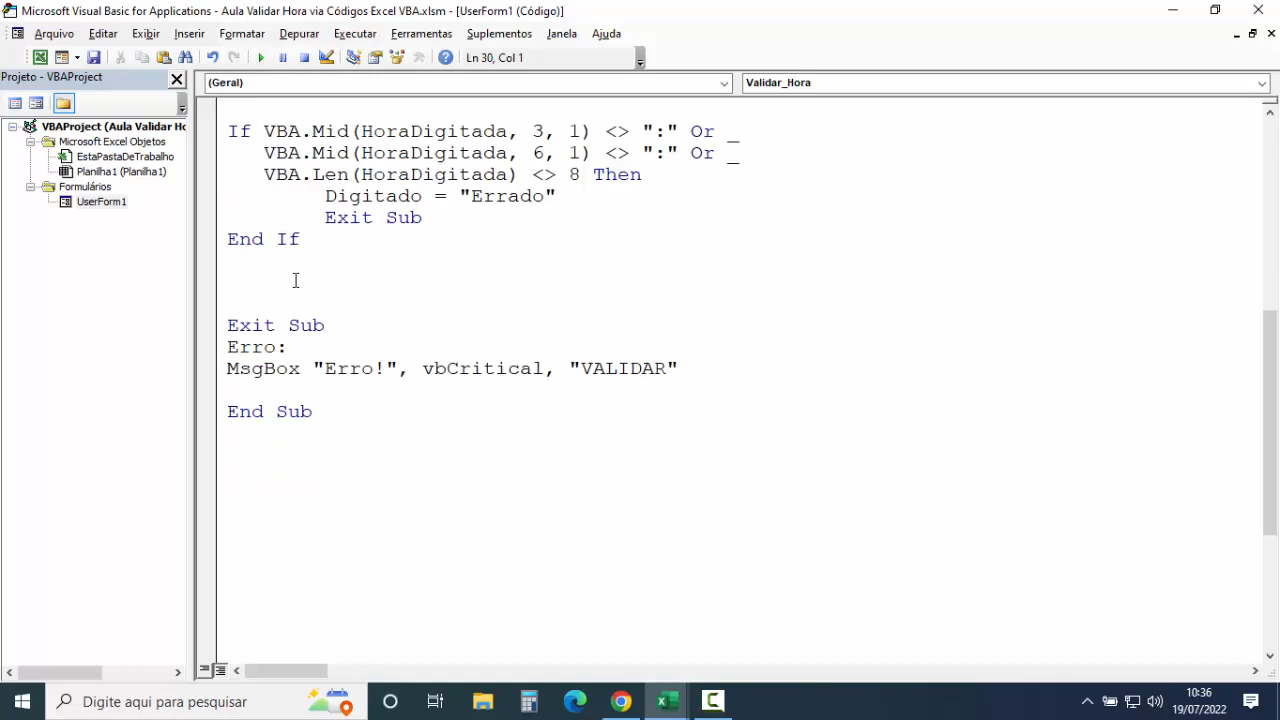 Microsoft Visual Basic for Applications - Aula Validar Hora via Códigos Excel VBA.xlsm - [UserForm1 (Código)]
Arquivo Editar Exibir Inserir Formatar Depurar Executar Ferramentas Suplementos Janela Ajuda
Ln 30, Col 1
Projeto - VBAProject
(Geral)
Validar_Hora
VBAProject (Aula Validar Ho
Microsoft Excel Objetos
EstaPastaDeTrabalho
Planilha1 (Planilha1)
Formulários
UserForm1
If VBA.Mid(HoraDigitada, 3, 1) <> ":" Or _
VBA.Mid(HoraDigitada, 6, 1) <> ":" Or _
VBA.Len(HoraDigitada) <> 8 Then
Digitado = "Errado"
Exit Sub
End If
Exit Sub
Erro:
MsgBox "Erro!", vbCritical, "VALIDAR"
End Sub
Digite aqui para pesquisar
10:36
19/07/2022